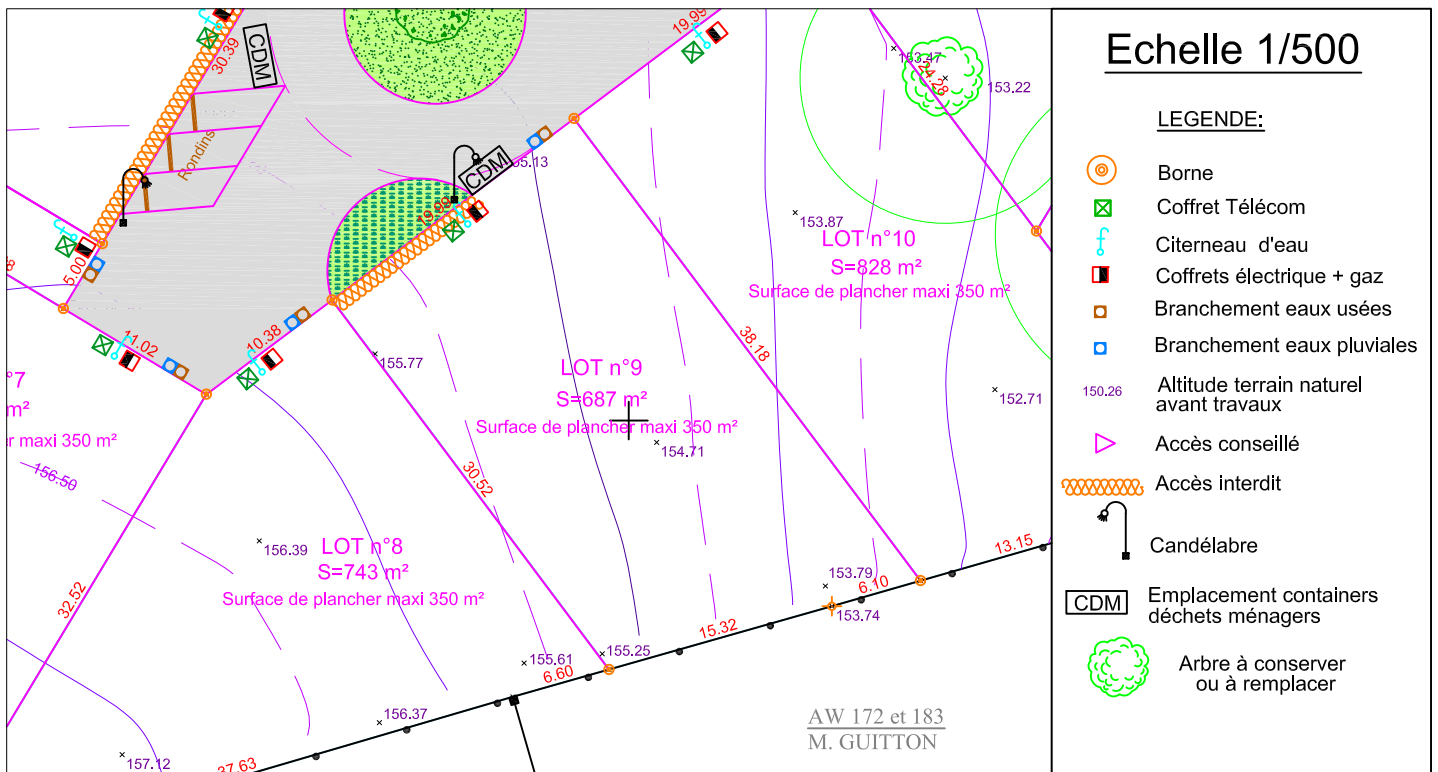 Echelle 1/500
LEGENDE:
Borne
Coffret Télécom
Citerneau d'eau
Coffrets électrique + gaz
Branchement eaux usées
Branchement eaux pluviales
150.26
Altitude terrain naturel
avant travaux
Accès conseillé
Accès interdit
Candélabre
CDM
Emplacement containers
déchets ménagers
Arbre à conserver
ou à remplacer
30.39
CDM
19.99
153.47
24.28
153.22
Rondins
CDM
19.99
153.87
LOT n°10
S=828 m²
Surface de plancher maxi 350 m²
5.00
11.02
10.38
38.18
155.77
LOT n°9
S=687 m²
Surface de plancher maxi 350 m²
154.71
152.71
n°7
m²
er maxi 350 m²
156.50
30.52
156.39
LOT n°8
S=743 m²
Surface de plancher maxi 350 m²
32.52
13.15
153.79
6.10
153.74
15.32
155.25
155.61
6.60
156.37
157.12
37.63
AW 172 et 183
M. GUITTON